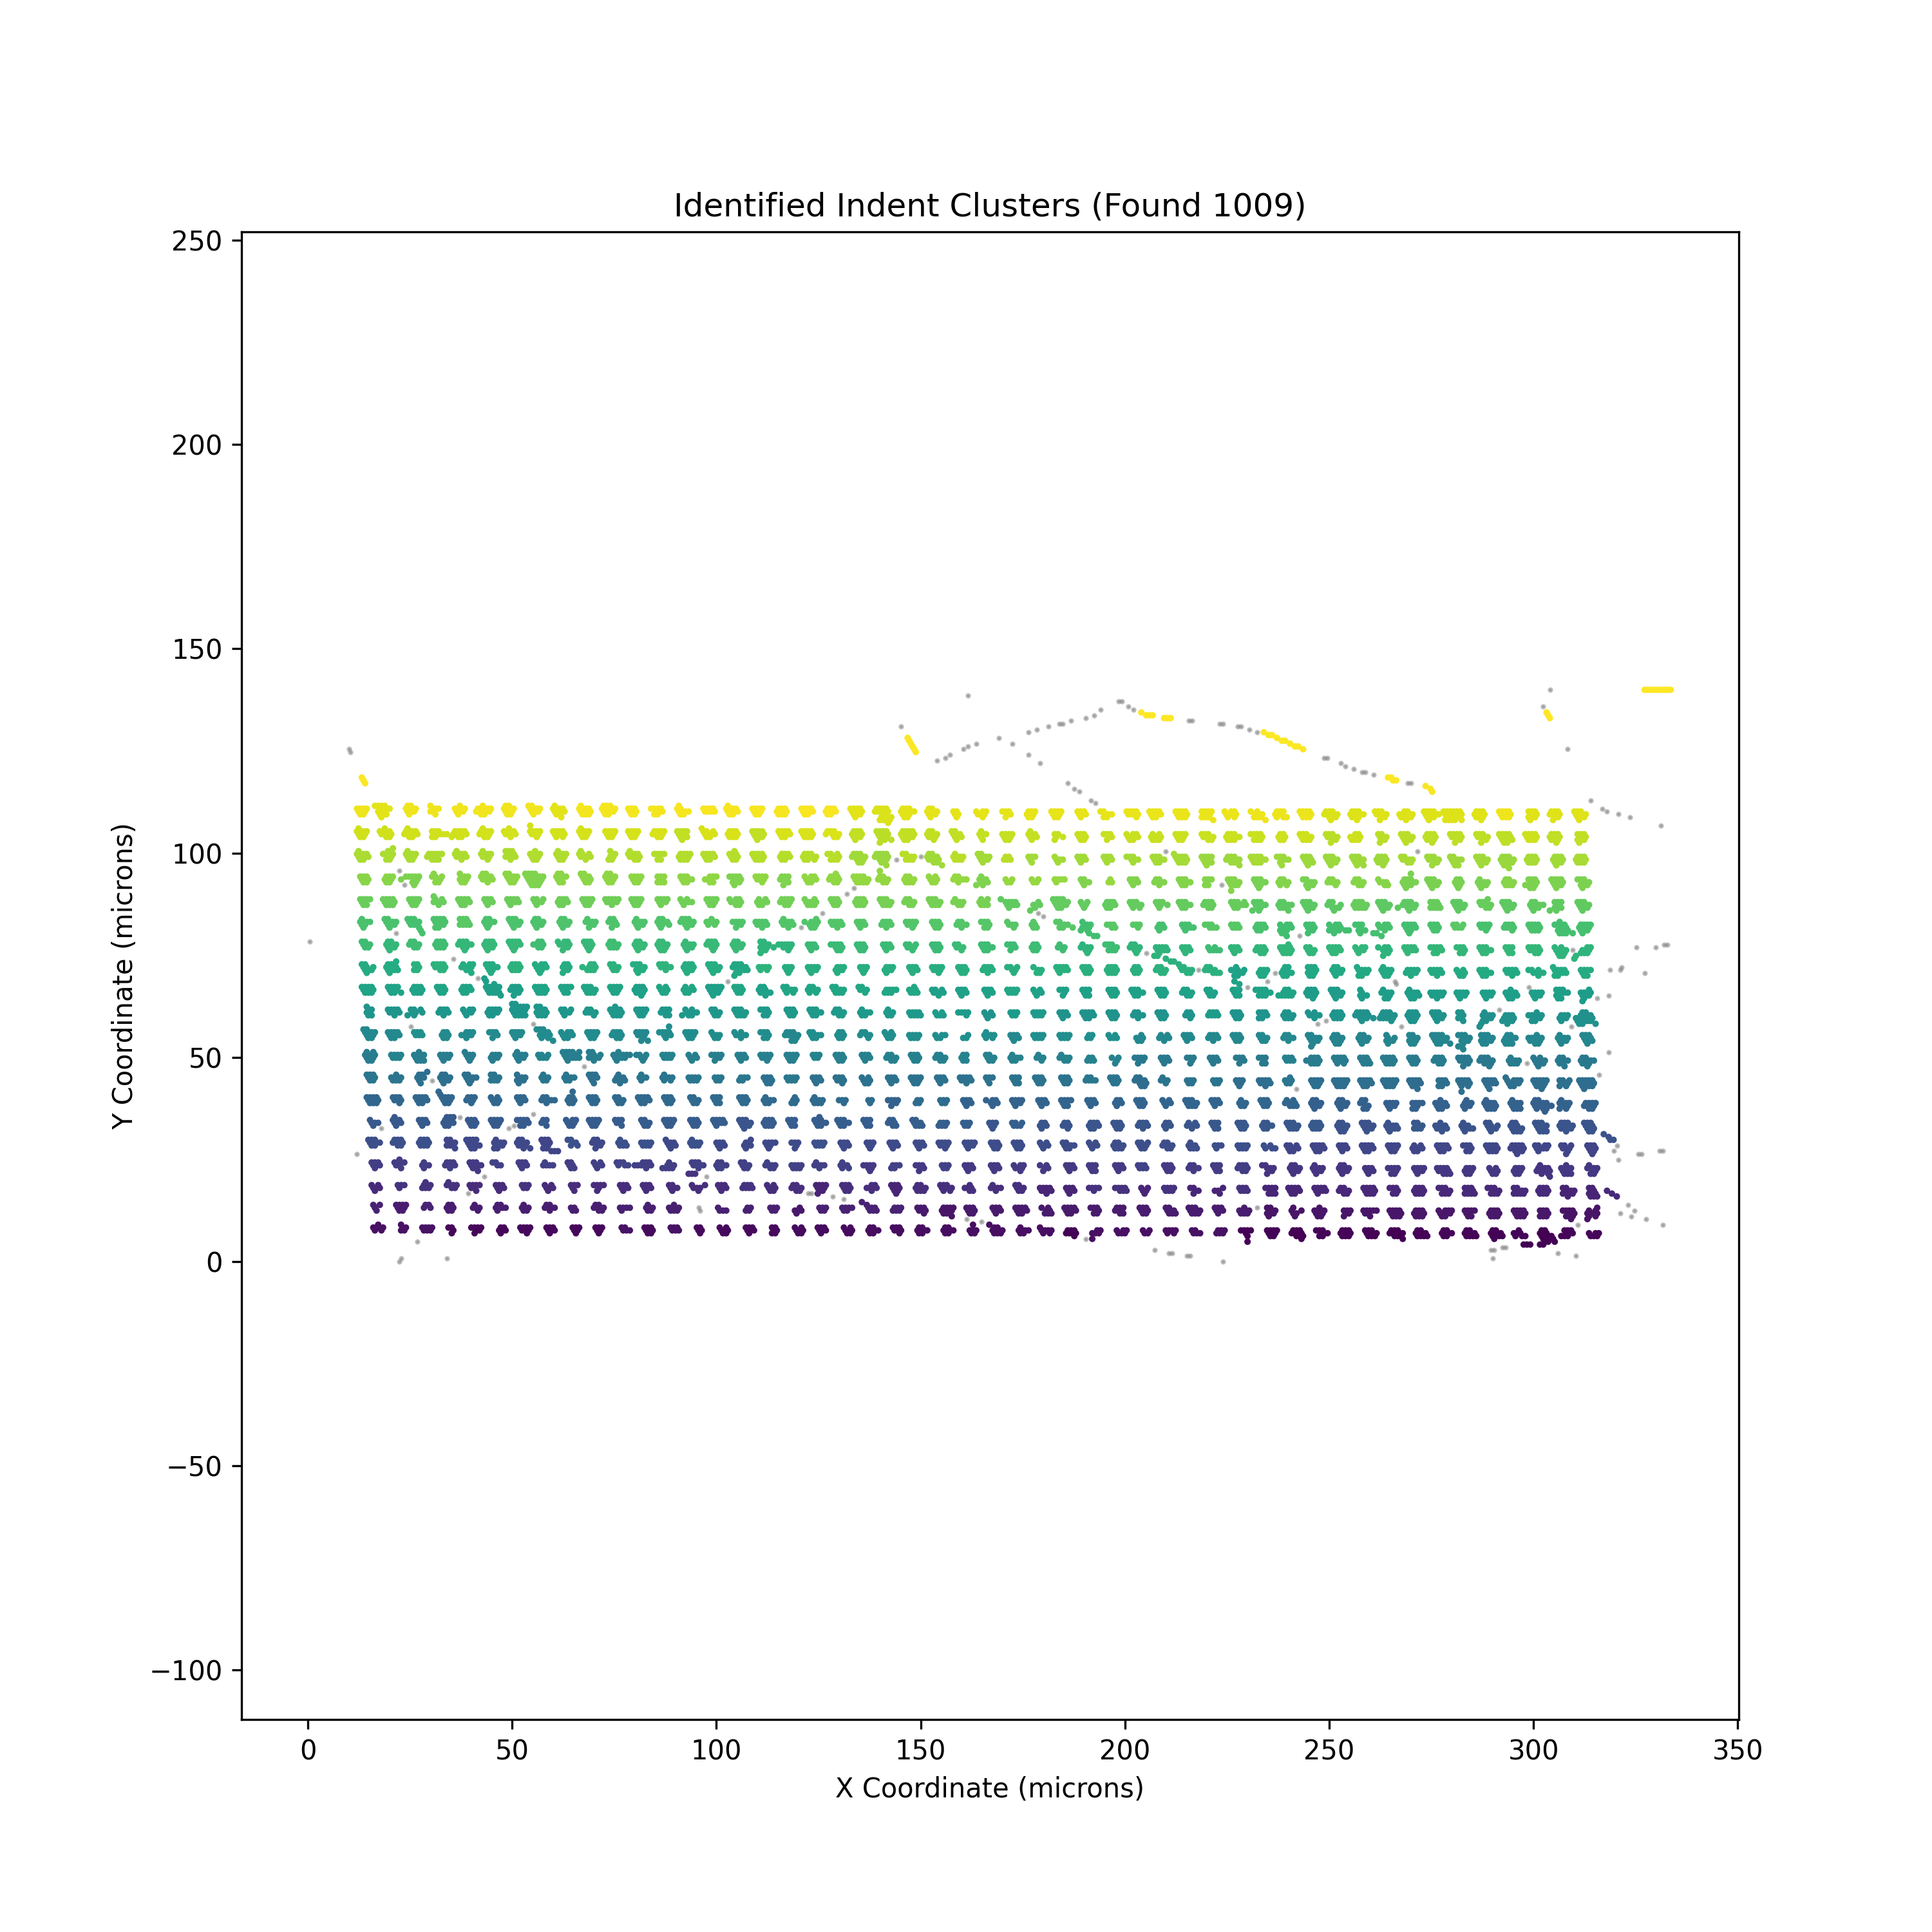 Identified Indent Clusters (Found 1009)
250
200
150
100
50
0
−50
−100
Y Coordinate (microns)
0 50 100 150 200 250 300 350
X Coordinate (microns)